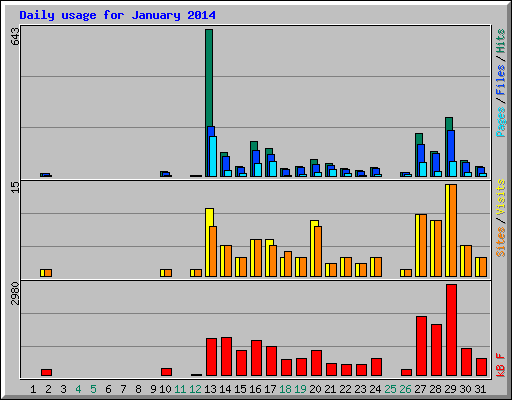 Daily usage for January 2014
643
Pages / Files / Hits
15
Sites / Visits
2980
kB F
1 2 3 4 5 6 7 8 9 10 11 12 13 14 15 16 17 18 19 20 21 22 23 24 25 26 27 28 29 30 31